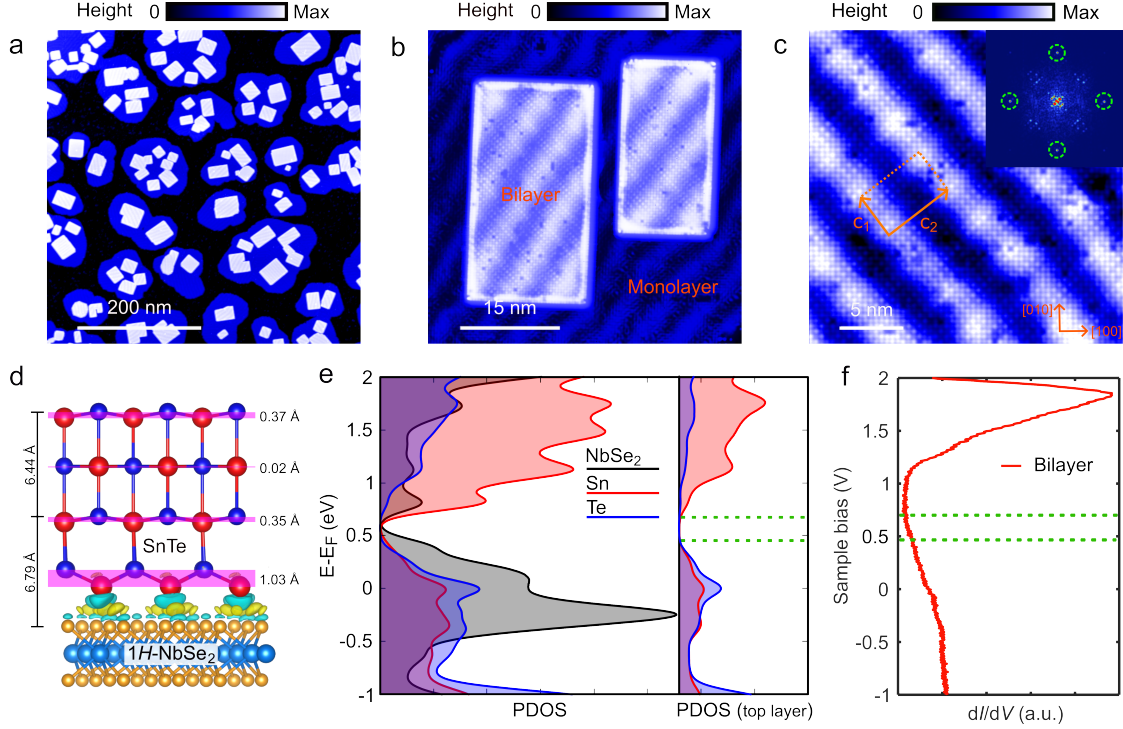 Height 0 Max
Height 0 Max
Height 0 Max
a
200 nm
b
Bilayer
Monolayer
15 nm
c
c₁
c₂
5 nm
[010]
[100]
d
6.44 Å
6.79 Å
0.37 Å
0.02 Å
0.35 Å
1.03 Å
SnTe
1H-NbSe₂
e
E-E_F (eV)
2
1.5
1
0.5
0
-0.5
-1
NbSe₂
Sn
Te
PDOS
PDOS (top layer)
f
Sample bias (V)
2
1.5
1
0.5
0
-0.5
-1
Bilayer
dI/dV (a.u.)